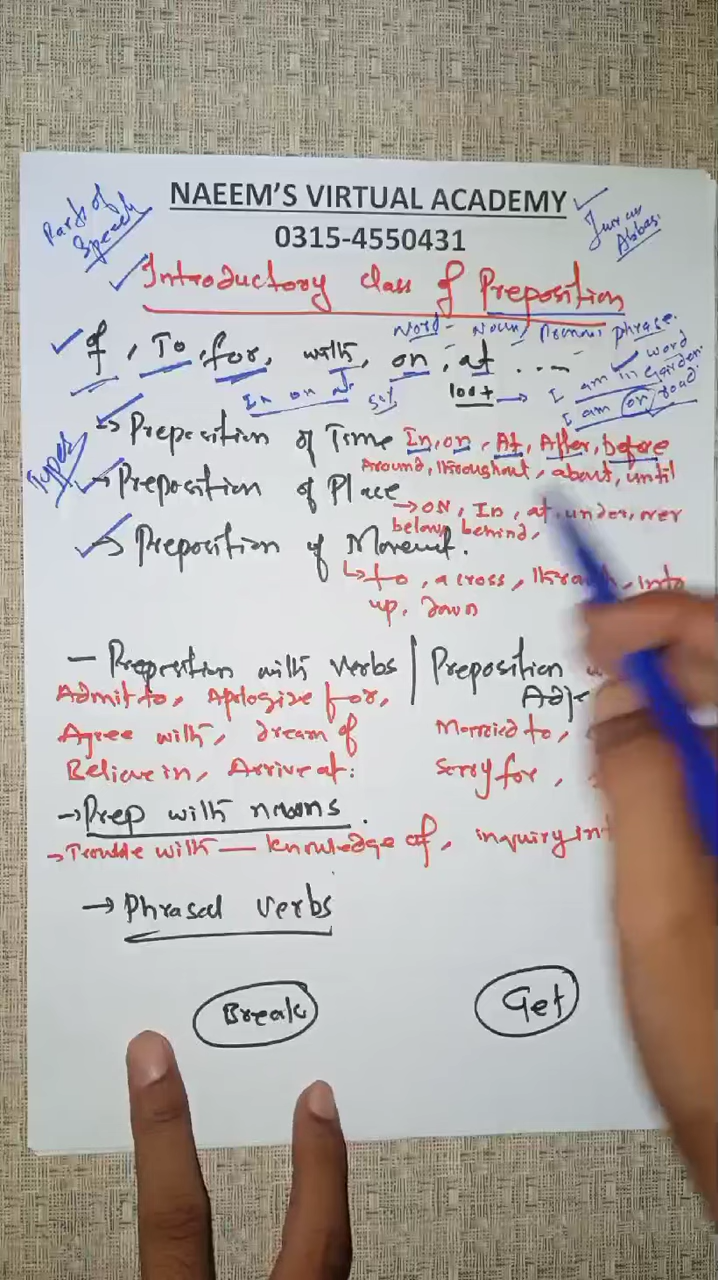 NAEEM'S VIRTUAL ACADEMY
0315-4550431
Parts of
Speech
Abbas
Introductory class of Preposition
Word - Noun, Pronoun, Phrase.
of, To, for, with, on, at ....
In on At
100+ → I am in Garden.
word
I am on road
Types
→ Preposition of Time In, on, At, After, before
Around, throughout, about, until
→ Preposition of Place
→ ON, In, at, under, over
below, behind,
→ Preposition of Movement.
↳ to, across, through, into
up, down
- Preposition with verbs | Preposition
Adje
Admit to, Apologize for,
Agree with, dream of
Married to,
Believe in, Arrive at.
Sorry for,
→ Prep with nouns.
→ Trouble with — knowledge of, inquiry int
→ Phrasal verbs
Break
Get